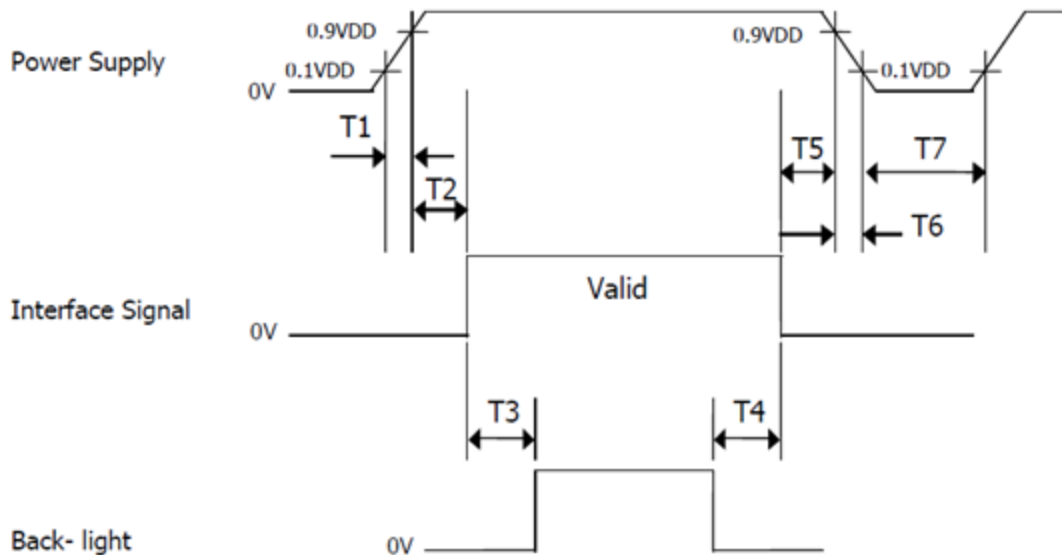 0.9VDD
0.9VDD
Power Supply
0.1VDD
0.1VDD
0V
T1
T5
T7
T2
T6
Valid
Interface Signal
0V
T3
T4
Back- light
0V